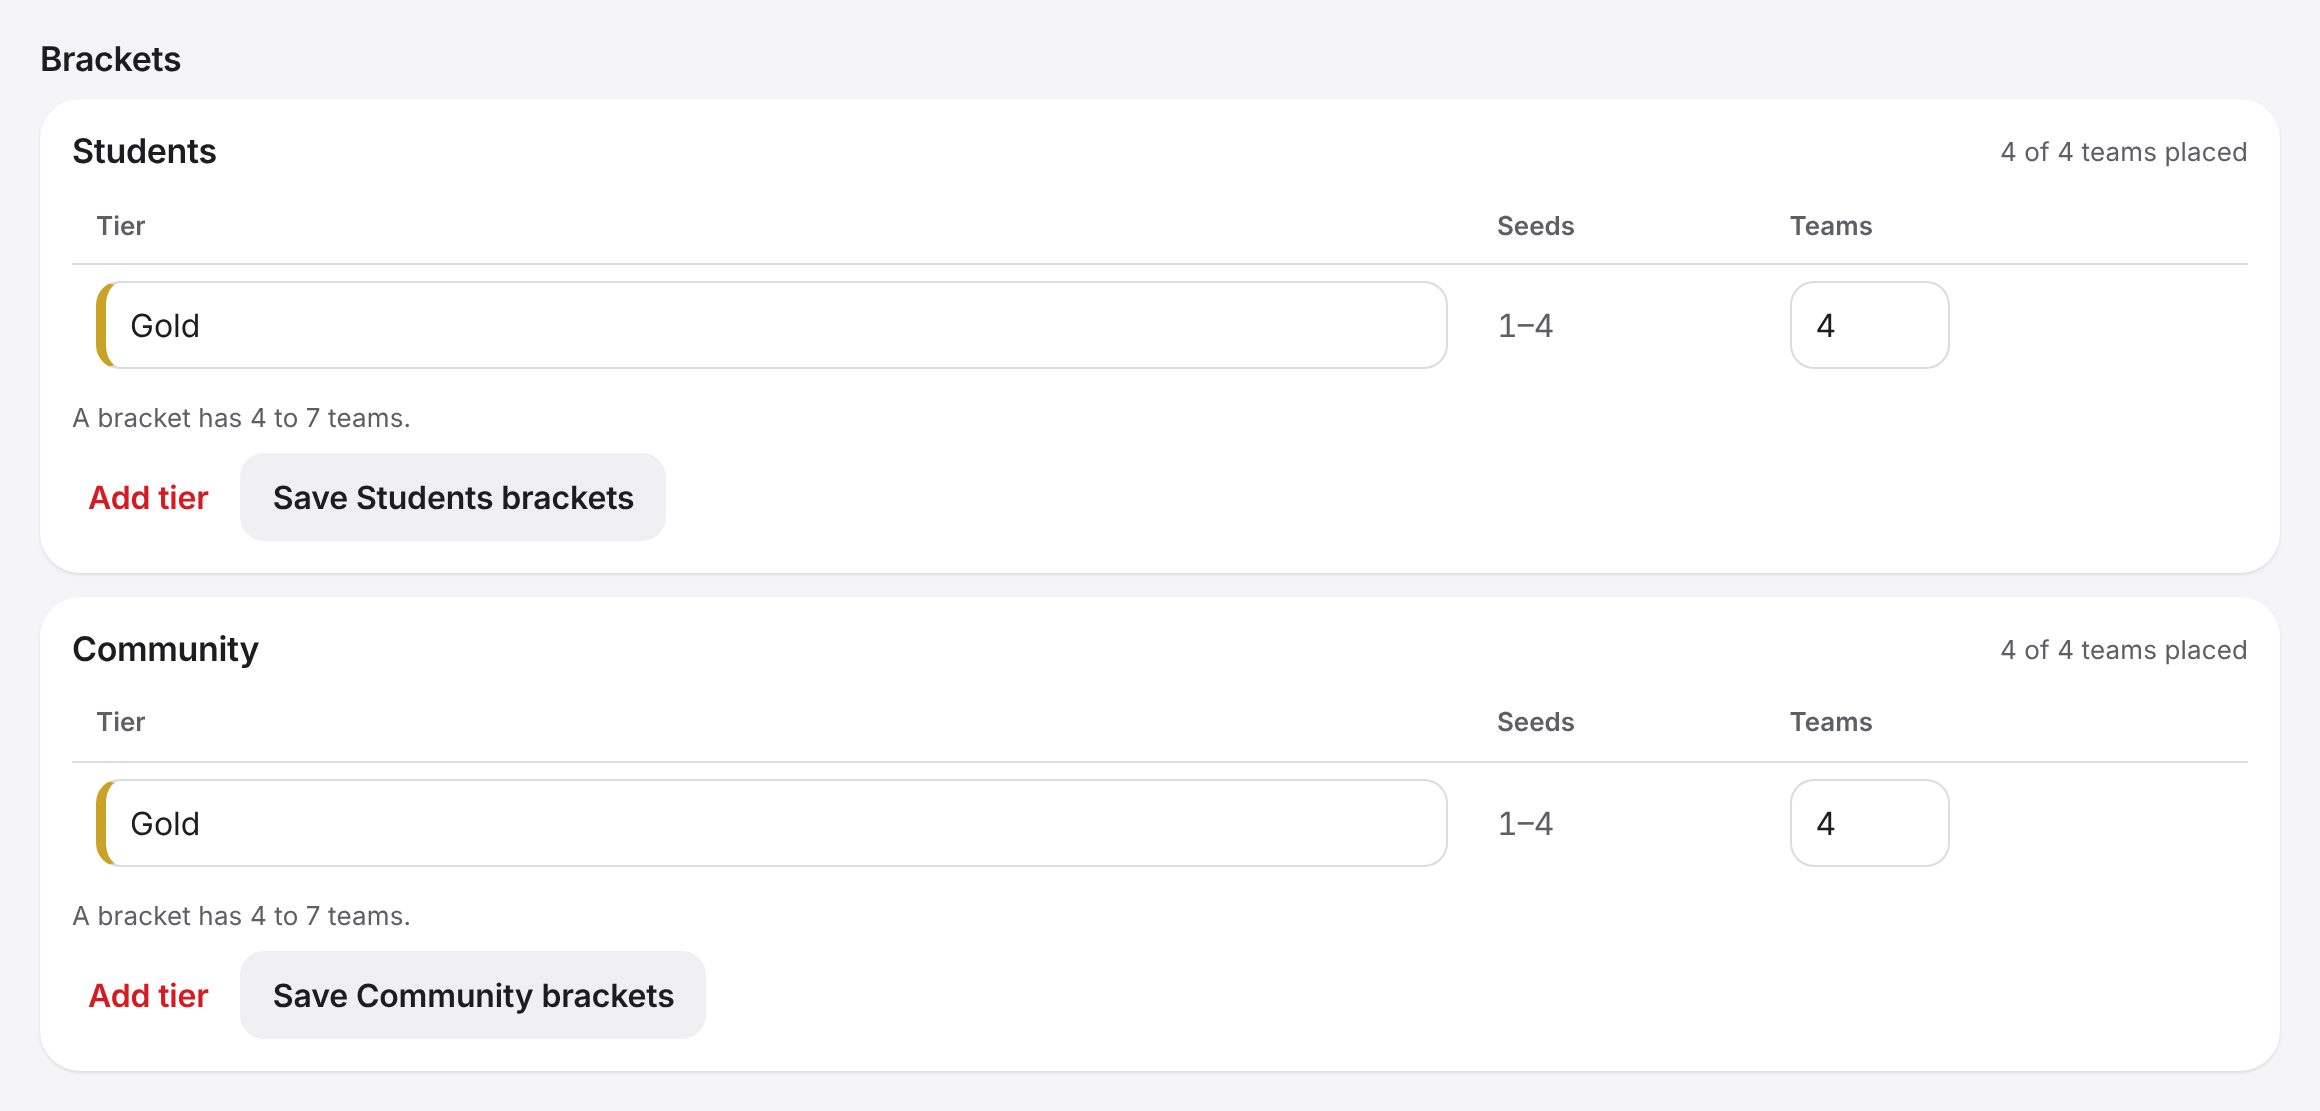 Brackets
Students
4 of 4 teams placed
Tier Seeds Teams
Gold 1–4 4
A bracket has 4 to 7 teams.
Add tier Save Students brackets
Community
4 of 4 teams placed
Tier Seeds Teams
Gold 1–4 4
A bracket has 4 to 7 teams.
Add tier Save Community brackets